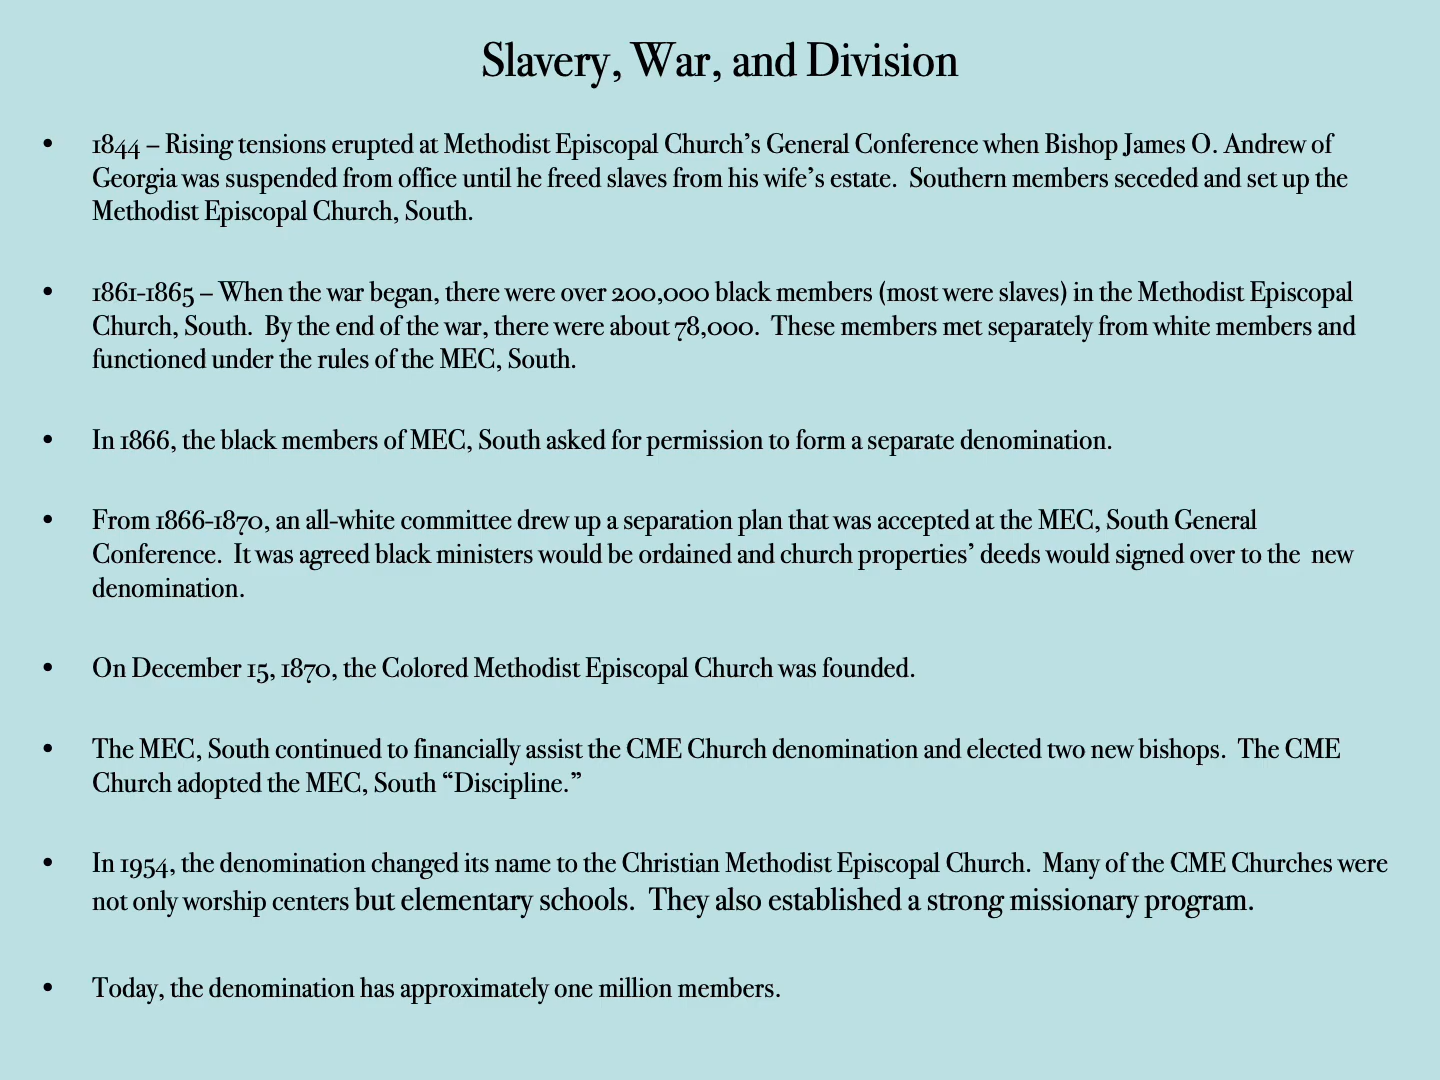 Slavery, War, and Division
• 1844 – Rising tensions erupted at Methodist Episcopal Church’s General Conference when Bishop James O. Andrew of
Georgia was suspended from office until he freed slaves from his wife’s estate.  Southern members seceded and set up the
Methodist Episcopal Church, South.
• 1861-1865 – When the war began, there were over 200,000 black members (most were slaves) in the Methodist Episcopal
Church, South.  By the end of the war, there were about 78,000.  These members met separately from white members and
functioned under the rules of the MEC, South.
• In 1866, the black members of MEC, South asked for permission to form a separate denomination.
• From 1866-1870, an all-white committee drew up a separation plan that was accepted at the MEC, South General
Conference.  It was agreed black ministers would be ordained and church properties’ deeds would signed over to the  new
denomination.
• On December 15, 1870, the Colored Methodist Episcopal Church was founded.
• The MEC, South continued to financially assist the CME Church denomination and elected two new bishops.  The CME
Church adopted the MEC, South “Discipline.”
• In 1954, the denomination changed its name to the Christian Methodist Episcopal Church.  Many of the CME Churches were
not only worship centers but elementary schools.  They also established a strong missionary program.
• Today, the denomination has approximately one million members.